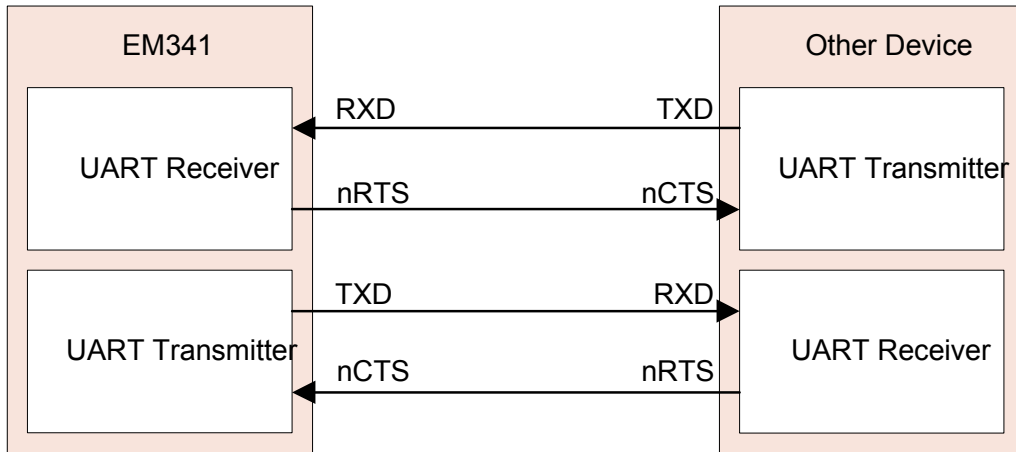 EM341
Other Device
RXD
TXD
UART Receiver
UART Transmitter
nRTS
nCTS
TXD
RXD
UART Transmitter
UART Receiver
nCTS
nRTS